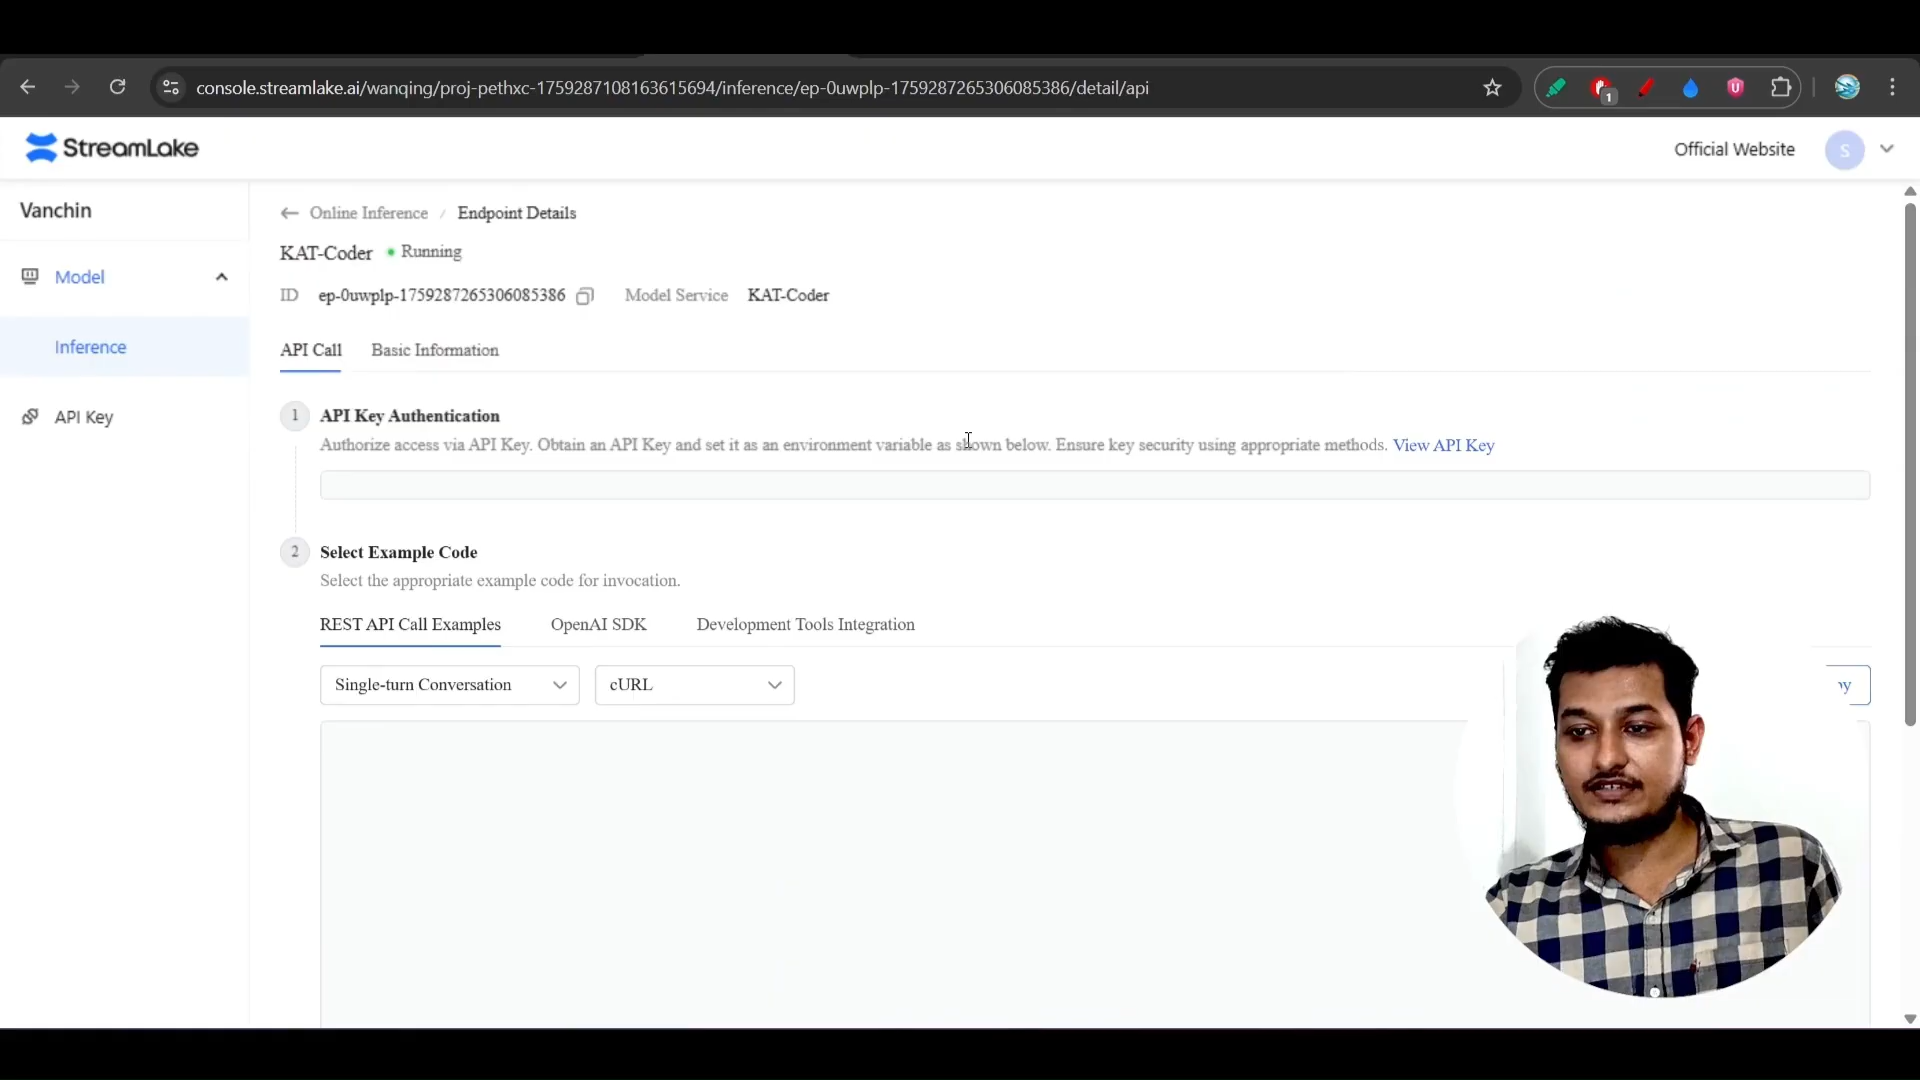 console.streamlake.ai/wanqing/proj-pethxc-1759287108163615694/inference/ep-0uwplp-1759287265306085386/detail/api
1
U
StreamLake
Official Website
S
Vanchin
Model
Inference
API Key
Online Inference / Endpoint Details
KAT-Coder Running
ID ep-0uwplp-1759287265306085386 Model Service KAT-Coder
API Call Basic Information
1 API Key Authentication
Authorize access via API Key. Obtain an API Key and set it as an environment variable as shown below. Ensure key security using appropriate methods. View API Key
2 Select Example Code
Select the appropriate example code for invocation.
REST API Call Examples OpenAI SDK Development Tools Integration
Single-turn Conversation cURL